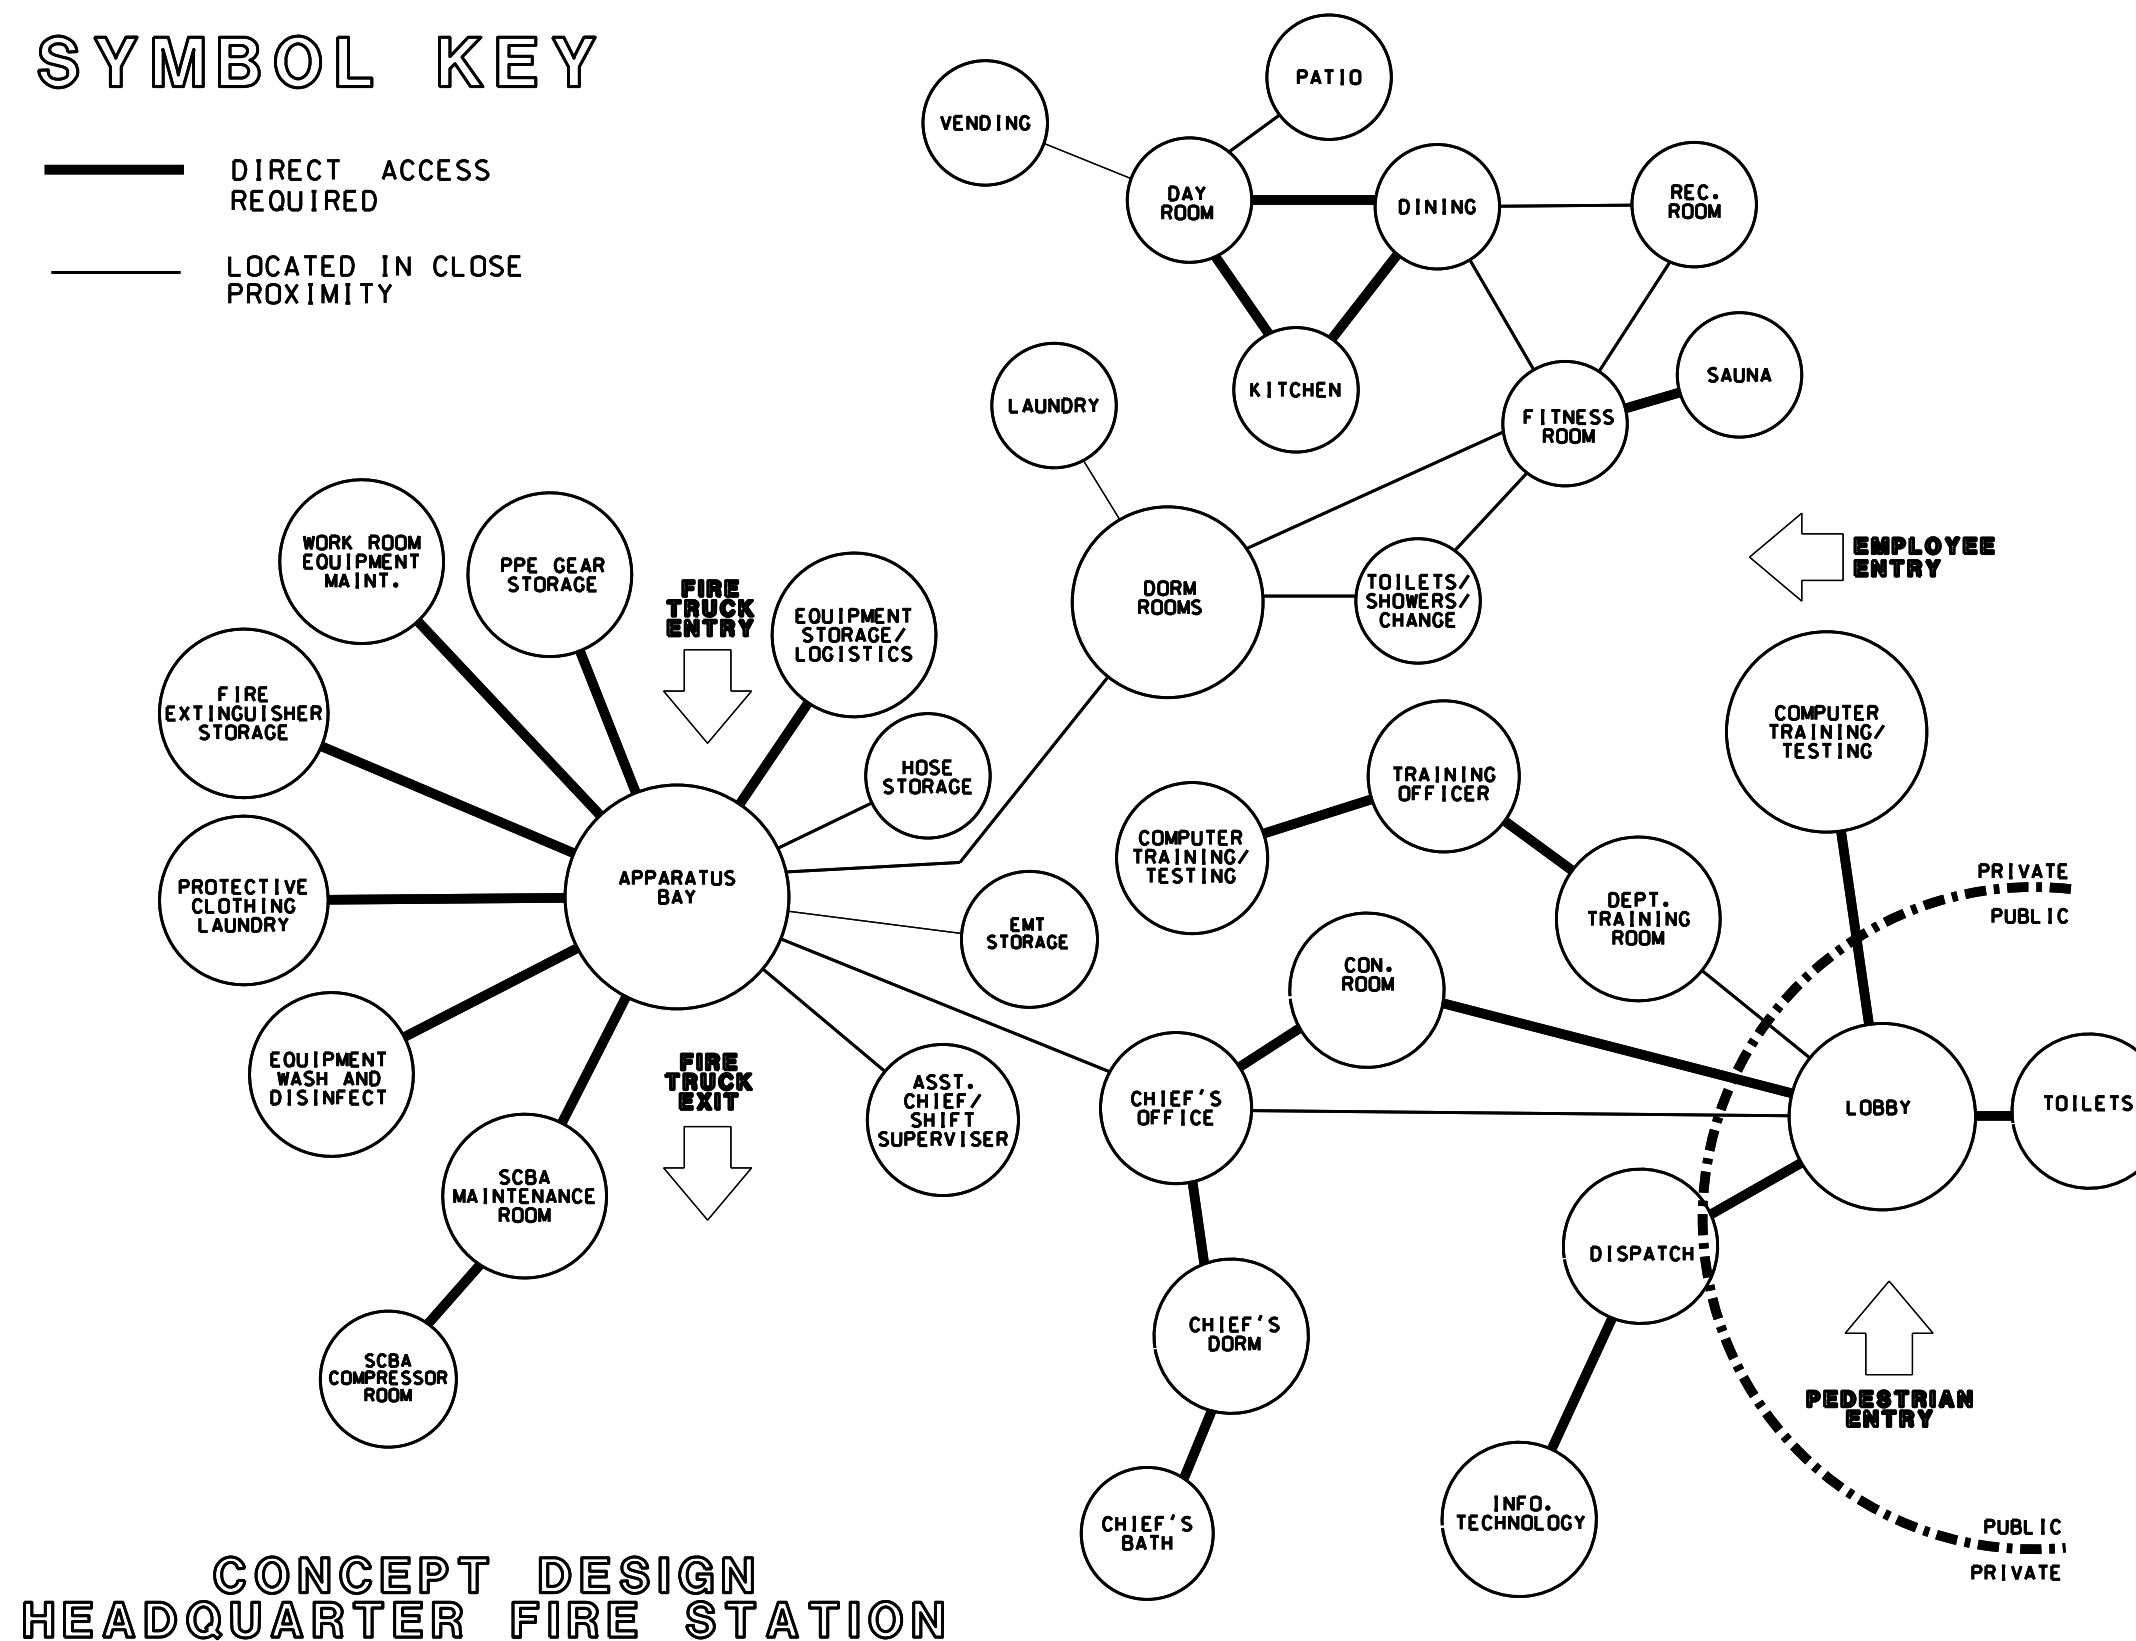 SYMBOL KEY
DIRECT ACCESS
REQUIRED
LOCATED IN CLOSE
PROXIMITY
PATIO
VENDING
DAY
ROOM
DINING
REC.
ROOM
KITCHEN
SAUNA
LAUNDRY
FITNESS
ROOM
WORK ROOM
EQUIPMENT
MAINT.
PPE GEAR
STORAGE
FIRE
TRUCK
ENTRY
EQUIPMENT
STORAGE/
LOGISTICS
DORM
ROOMS
TOILETS/
SHOWERS/
CHANGE
EMPLOYEE
ENTRY
FIRE
EXTINGUISHER
STORAGE
HOSE
STORAGE
TRAINING
OFFICER
COMPUTER
TRAINING/
TESTING
COMPUTER
TRAINING/
TESTING
PROTECTIVE
CLOTHING
LAUNDRY
APPARATUS
BAY
EMT
STORAGE
DEPT.
TRAINING
ROOM
PRIVATE
PUBLIC
CON.
ROOM
EQUIPMENT
WASH AND
DISINFECT
FIRE
TRUCK
EXIT
ASST.
CHIEF/
SHIFT
SUPERVISER
CHIEF'S
OFFICE
LOBBY
TOILETS
SCBA
MAINTENANCE
ROOM
DISPATCH
CHIEF'S
DORM
SCBA
COMPRESSOR
ROOM
PEDESTRIAN
ENTRY
CHIEF'S
BATH
INFO.
TECHNOLOGY
PUBLIC
PRIVATE
CONCEPT DESIGN
HEADQUARTER FIRE STATION